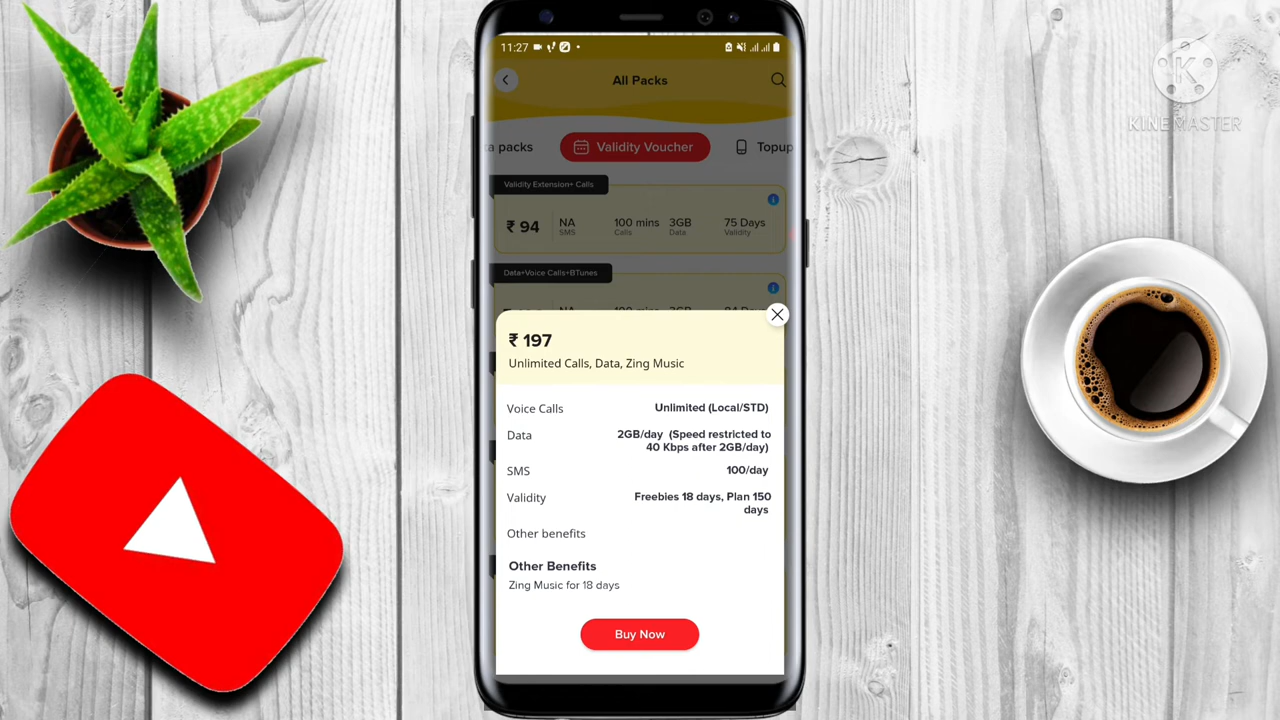 11:27
All Packs
ta packs
Validity Voucher
Topup
Validity Extension+ Calls
₹ 94
NA
SMS
100 mins
Calls
3GB
Data
75 Days
Validity
Data+Voice Calls+BTunes
₹ 197
Unlimited Calls, Data, Zing Music
Voice Calls
Unlimited (Local/STD)
Data
2GB/day (Speed restricted to
40 Kbps after 2GB/day)
SMS
100/day
Validity
Freebies 18 days, Plan 150
days
Other benefits
Other Benefits
Zing Music for 18 days
Buy Now
K
KINEMASTER